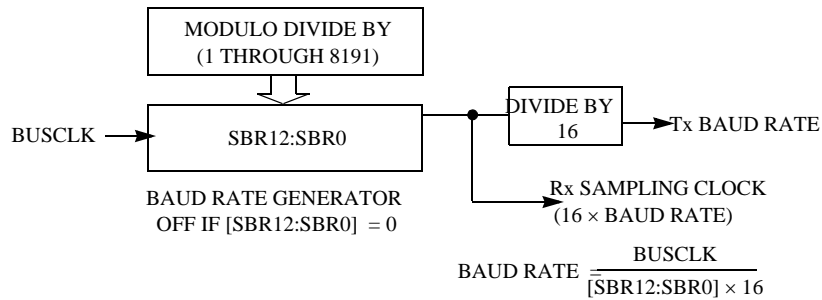 MODULO DIVIDE BY
(1 THROUGH 8191)
BUSCLK
SBR12:SBR0
DIVIDE BY
16
Tx BAUD RATE
BAUD RATE GENERATOR
OFF IF [SBR12:SBR0] = 0
Rx SAMPLING CLOCK
(16 × BAUD RATE)
BAUD RATE =
BUSCLK
[SBR12:SBR0] × 16